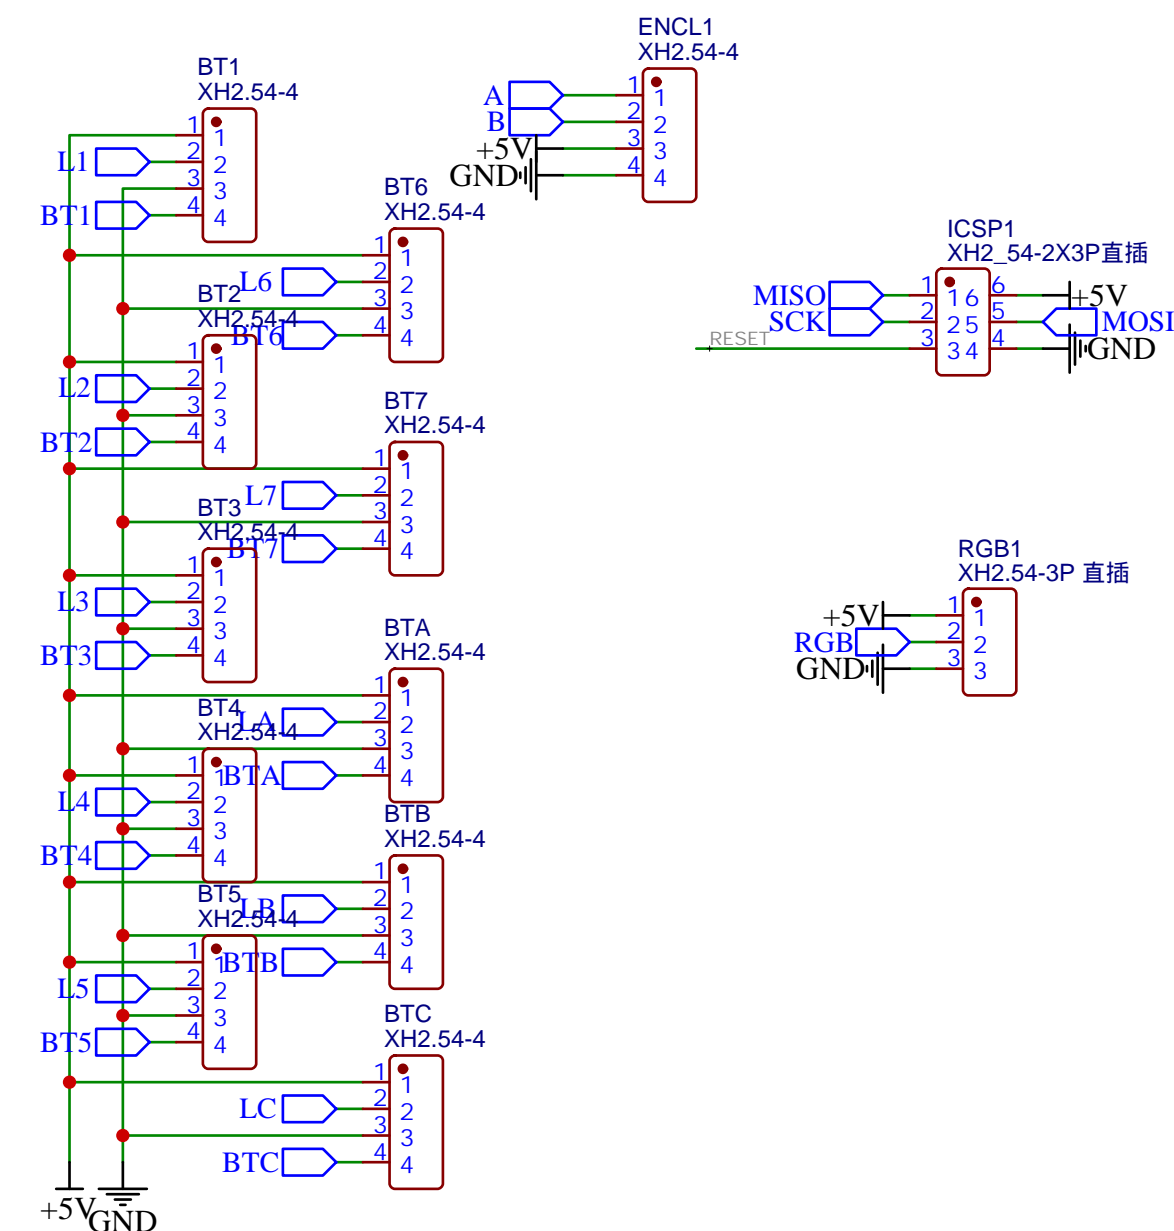 ENCL1
XH2.54-4
A
B
+5V
GND
1
2
3
4
1
2
3
4
BT1
XH2.54-4
L1
BT1
1
2
3
4
1
2
3
4
BT6
XH2.54-4
L6
BT6
1
2
3
4
1
2
3
4
ICSP1
XH2_54-2X3P直插
MISO
SCK
RESET
1
2
3
1 6
2 5
3 4
6
5
4
+5V
MOSI
GND
BT2
XH2.54-4
L2
BT2
1
2
3
4
1
2
3
4
BT7
XH2.54-4
L7
BT7
1
2
3
4
1
2
3
4
BT3
XH2.54-4
L3
BT3
1
2
3
4
1
2
3
4
RGB1
XH2.54-3P 直插
+5V
RGB
GND
1
2
3
1
2
3
BTA
XH2.54-4
LA
BTA
1
2
3
4
1
2
3
4
BT4
XH2.54-4
L4
BT4
1
2
3
4
1
2
3
4
BTB
XH2.54-4
LB
BTB
1
2
3
4
1
2
3
4
BT5
XH2.54-4
L5
BT5
1
2
3
4
1
2
3
4
BTC
XH2.54-4
LC
BTC
1
2
3
4
1
2
3
4
+5V
GND